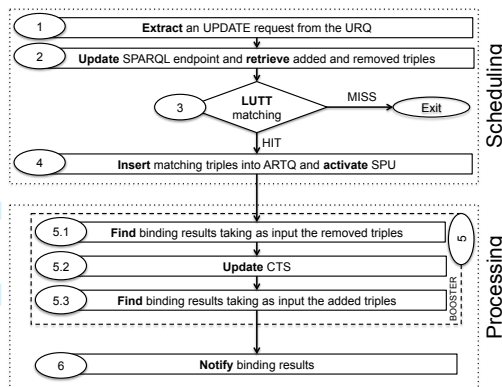 1
Extract an UPDATE request from the URQ
2
Update SPARQL endpoint and retrieve added and removed triples
3
LUTT
matching
MISS
Exit
HIT
4
Insert matching triples into ARTQ and activate SPU
Scheduling
5.1
Find binding results taking as input the removed triples
5
5.2
Update CTS
5.3
Find binding results taking as input the added triples
BOOSTER
6
Notify binding results
Processing